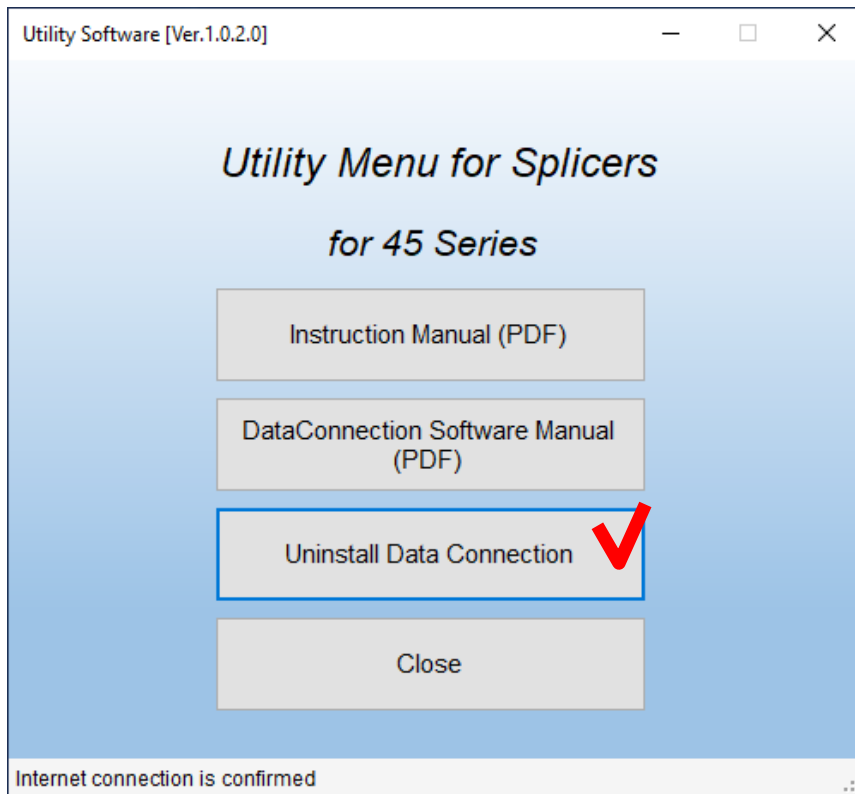 Utility Software [Ver.1.0.2.0]
Utility Menu for Splicers
for 45 Series
Instruction Manual (PDF)
DataConnection Software Manual
(PDF)
Uninstall Data Connection
Close
Internet connection is confirmed